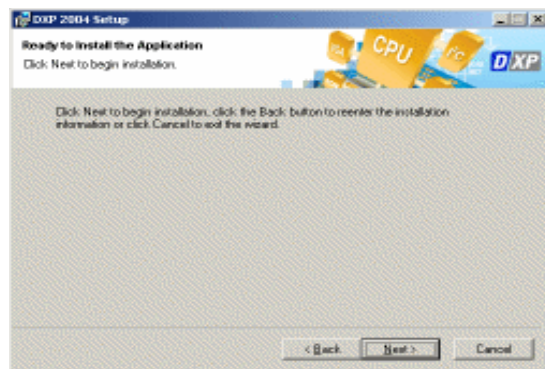 DXP 2004 Setup
Ready to Install the Application
Click Next to begin installation.
CPU
DXP
Click Next to begin installation, click the Back button to reenter the installation
information or click Cancel to exit the wizard.
< Back
Next >
Cancel